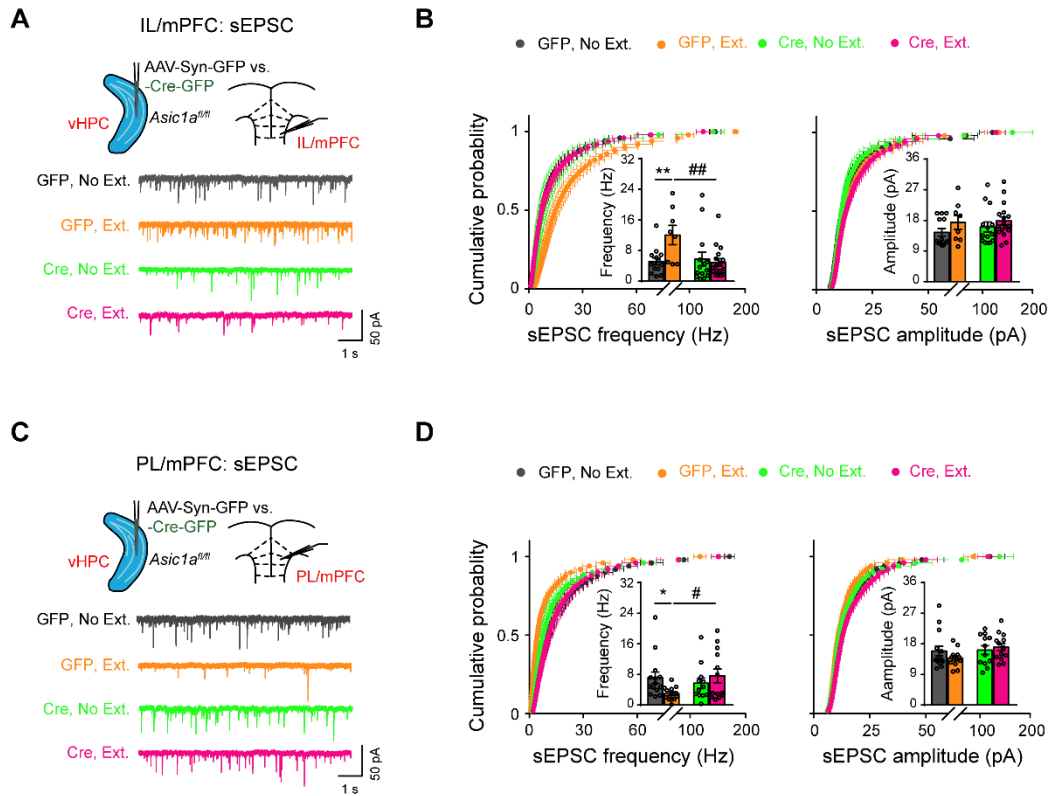 A
IL/mPFC: sEPSC
AAV-Syn-GFP vs.
-Cre-GFP
vHPC
Asic1afl/fl
IL/mPFC
GFP, No Ext.
GFP, Ext.
Cre, No Ext.
Cre, Ext.
50 pA
1 s
B
GFP, No Ext.
GFP, Ext.
Cre, No Ext.
Cre, Ext.
Cumulative probablity
1
0.5
0
0
30
60
100
200
sEPSC frequency (Hz)
Frequency (Hz)
32
24
16
8
0
**
##
0
25
50
100
200
sEPSC amplitude (pA)
Amplitude (pA)
36
27
18
9
0
C
PL/mPFC: sEPSC
AAV-Syn-GFP vs.
-Cre-GFP
vHPC
Asic1afl/fl
PL/mPFC
GFP, No Ext.
GFP, Ext.
Cre, No Ext.
Cre, Ext.
50 pA
1 s
D
GFP, No Ext.
GFP, Ext.
Cre, No Ext.
Cre, Ext.
Cumulative probablity
1
0.5
0
0
30
60
100
200
sEPSC frequency (Hz)
Frequency (Hz)
32
24
16
8
0
*
#
0
25
50
100
200
sEPSC amplitude (pA)
Aamplitude (pA)
36
27
18
9
0